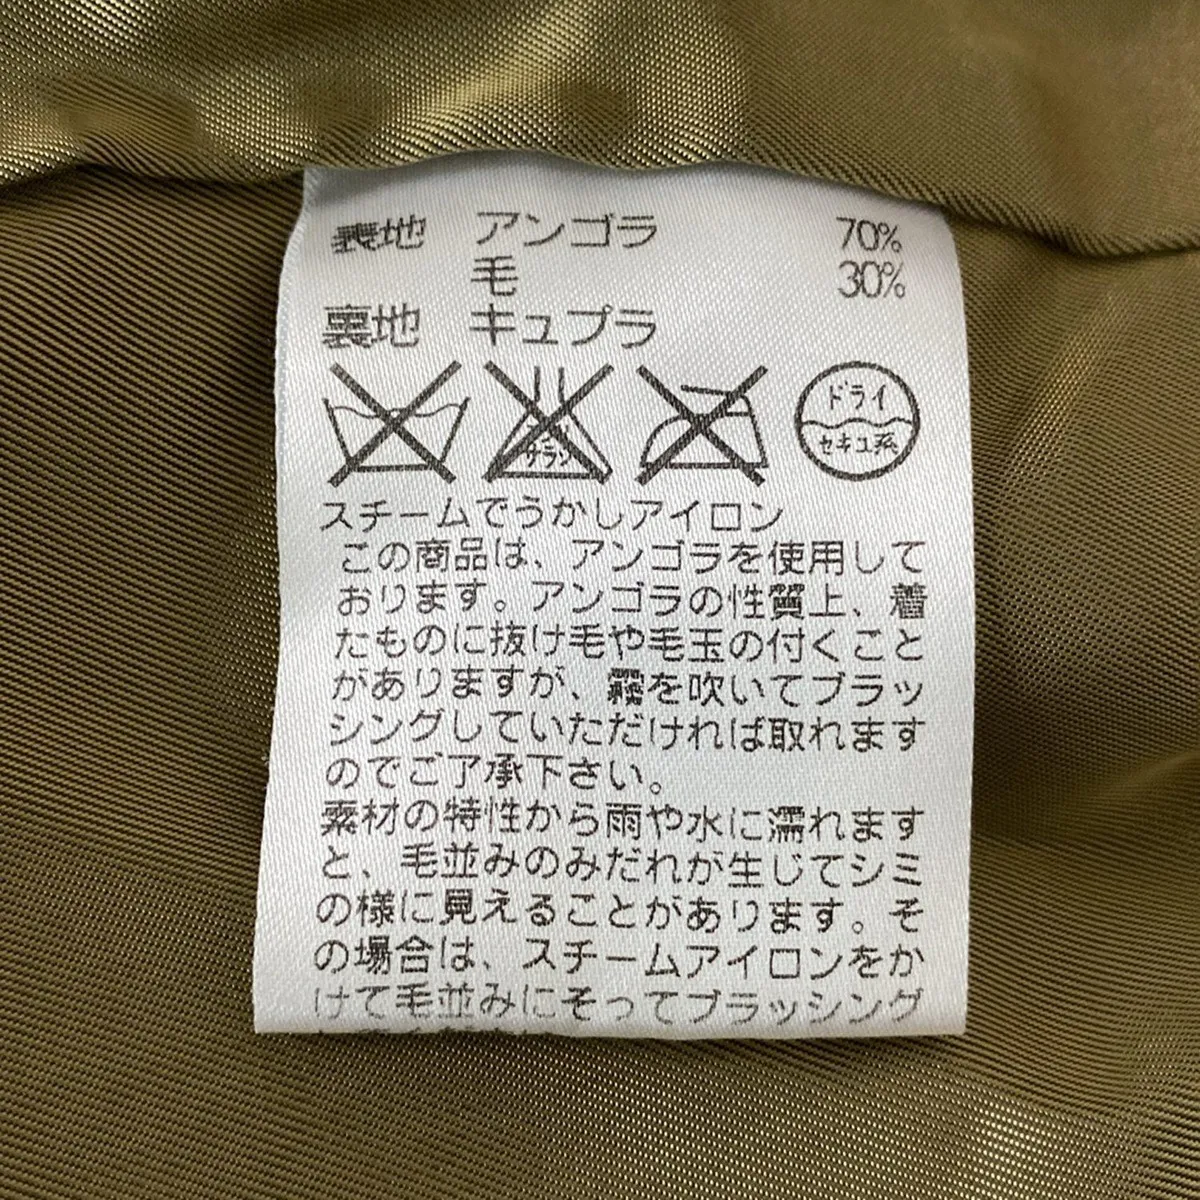 表地 アンゴラ 70%
毛 30%
裏地 キュプラ
サラシ
ドライ
セキユ系
スチームでうかしアイロン
この商品は、アンゴラを使用して
おります。アンゴラの性質上、着
たものに抜け毛や毛玉の付くこと
がありますが、霧を吹いてブラッ
シングしていただければ取れます
のでご了承下さい。
素材の特性から雨や水に濡れます
と、毛並みのみだれが生じてシミ
の様に見えることがあります。そ
の場合は、スチームアイロンをか
けて毛並みにそってブラッシング